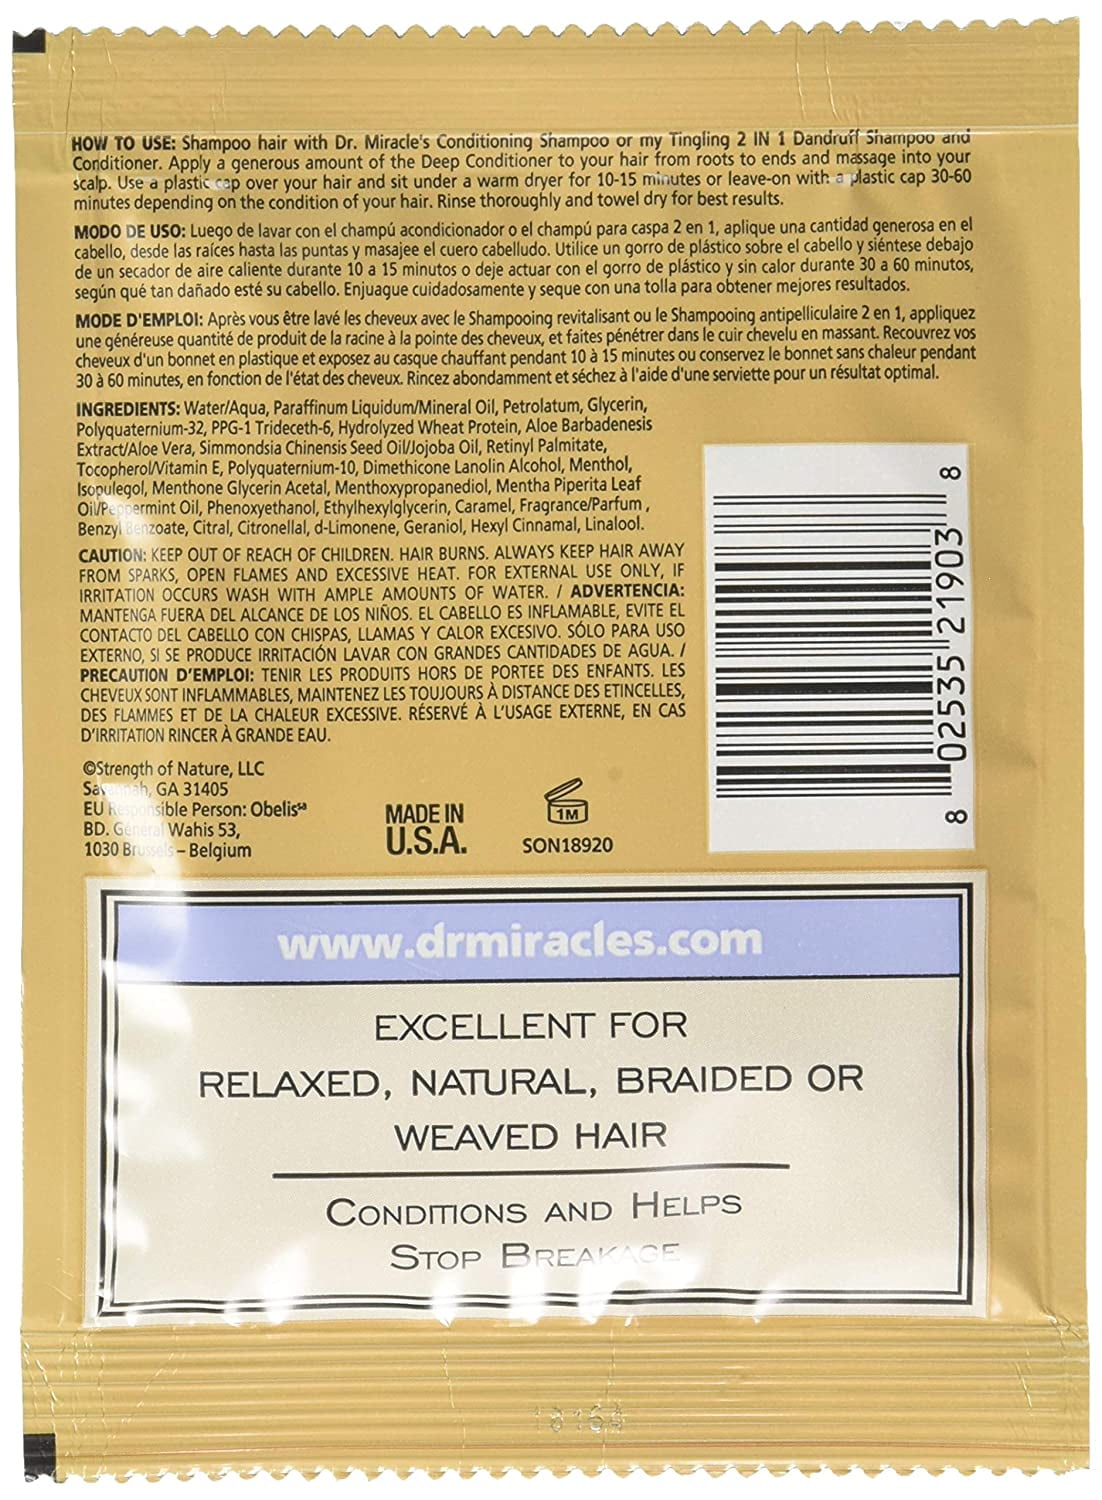 HOW TO USE: Shampoo hair with Dr. Miracle's Conditioning Shampoo or my Tingling 2 IN 1 Dandruff Shampoo and
Conditioner. Apply a generous amount of the Deep Conditioner to your hair from roots to ends and massage into your
scalp. Use a plastic cap over your hair and sit under a warm dryer for 10-15 minutes or leave-on with a plastic cap 30-60
minutes depending on the condition of your hair. Rinse thoroughly and towel dry for best results.
MODO DE USO: Luego de lavar con el champú acondicionador o el champú para caspa 2 en 1, aplique una cantidad generosa en el
cabello, desde las raíces hasta las puntas y masajee el cuero cabelludo. Utilice un gorro de plástico sobre el cabello y siéntese debajo
de un secador de aire caliente durante 10 a 15 minutos o deje actuar con el gorro de plástico y sin calor durante 30 a 60 minutos,
según qué tan dañado esté su cabello. Enjuague cuidadosamente y seque con una tolla para obtener mejores resultados.
MODE D'EMPLOI: Après vous être lavé les cheveux avec le Shampooing revitalisant ou le Shampooing antipelliculaire 2 en 1, appliquez
une généreuse quantité de produit de la racine à la pointe des cheveux, et faites pénétrer dans le cuir chevelu en massant. Recouvrez vos
cheveux d'un bonnet en plastique et exposez au casque chauffant pendant 10 à 15 minutes ou conservez le bonnet sans chaleur pendant
30 à 60 minutes, en fonction de l'état des cheveux. Rincez abondamment et séchez à l'aide d'une serviette pour un résultat optimal.
INGREDIENTS: Water/Aqua, Paraffinum Liquidum/Mineral Oil, Petrolatum, Glycerin,
Polyquaternium-32, PPG-1 Trideceth-6, Hydrolyzed Wheat Protein, Aloe Barbadenesis
Extract/Aloe Vera, Simmondsia Chinensis Seed Oil/Jojoba Oil, Retinyl Palmitate,
Tocopherol/Vitamin E, Polyquaternium-10, Dimethicone Lanolin Alcohol, Menthol,
Isopulegol, Menthone Glycerin Acetal, Menthoxypropanediol, Mentha Piperita Leaf
Oil/Peppermint Oil, Phenoxyethanol, Ethylhexylglycerin, Caramel, Fragrance/Parfum ,
Benzyl Benzoate, Citral, Citronellal, d-Limonene, Geraniol, Hexyl Cinnamal, Linalool.
CAUTION: KEEP OUT OF REACH OF CHILDREN. HAIR BURNS. ALWAYS KEEP HAIR AWAY
FROM SPARKS, OPEN FLAMES AND EXCESSIVE HEAT. FOR EXTERNAL USE ONLY, IF
IRRITATION OCCURS WASH WITH AMPLE AMOUNTS OF WATER. / ADVERTENCIA:
MANTENGA FUERA DEL ALCANCE DE LOS NIÑOS. EL CABELLO ES INFLAMABLE, EVITE EL
CONTACTO DEL CABELLO CON CHISPAS, LLAMAS Y CALOR EXCESIVO. SÓLO PARA USO
EXTERNO, SI SE PRODUCE IRRITACIÓN LAVAR CON GRANDES CANTIDADES DE AGUA. /
PRECAUTION D'EMPLOI: TENIR LES PRODUITS HORS DE PORTEE DES ENFANTS. LES
CHEVEUX SONT INFLAMMABLES, MAINTENEZ LES TOUJOURS À DISTANCE DES ETINCELLES,
DES FLAMMES ET DE LA CHALEUR EXCESSIVE. RÉSERVÉ À L'USAGE EXTERNE, EN CAS
D'IRRITATION RINCER À GRANDE EAU.
8 02535 21903 8
©Strength of Nature, LLC
Savannah, GA 31405
EU Responsible Person: Obelis sa
BD. Général Wahis 53,
1030 Brussels – Belgium
MADE IN
U.S.A.
1M
SON18920
www.drmiracles.com
EXCELLENT FOR
RELAXED, NATURAL, BRAIDED OR
WEAVED HAIR
CONDITIONS AND HELPS
STOP BREAKAGE